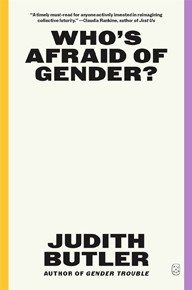 "A timely must-read for anyone actively invested in reimagining
collective futurity."—Claudia Rankine, author of Just Us
WHO'S
AFRAID OF
GENDER?
JUDITH
BUTLER
AUTHOR OF GENDER TROUBLE